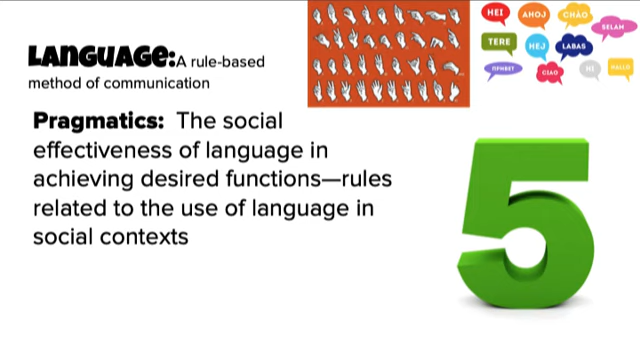 LANGUAGE: A rule-based
method of communication
Pragmatics: The social
effectiveness of language in
achieving desired functions—rules
related to the use of language in
social contexts
HEI
AHOJ
CHÀO
SELAM
TERE
HEJ
LABAS
ПРИВЕТ
CIAO
HI
HALLO
5